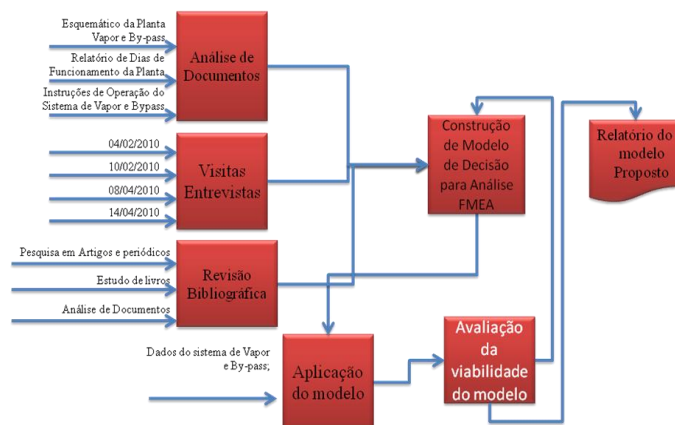 Esquemático da Planta
Vapor e By-pass
Relatório de Dias de
Funcionamento da Planta
Instruções de Operação do
Sistema de Vapor e Bypass
Análise de
Documentos
04/02/2010
10/02/2010
08/04/2010
14/04/2010
Visitas
Entrevistas
Pesquisa em Artigos e periódicos
Estudo de livros
Análise de Documentos
Revisão
Bibliográfica
Construção
de Modelo
de Decisão
para Análise
FMEA
Relatório do
modelo
Proposto
Dados do sistema de Vapor
e By-pass;
Aplicação
do modelo
Avaliação
da
viabilidade
do modelo